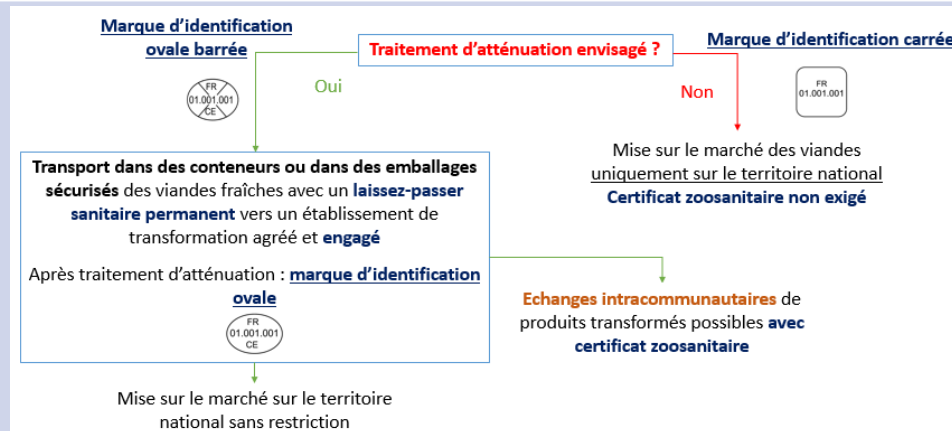 Marque d'identification
ovale barrée
Traitement d'atténuation envisagé ?
Marque d'identification carrée
FR
01.001.001
CE
Oui
Non
FR
01.001.001
Transport dans des conteneurs ou dans des emballages
sécurisés des viandes fraîches avec un laissez-passer
sanitaire permanent vers un établissement de
transformation agréé et engagé
Après traitement d'atténuation : marque d'identification
ovale
FR
01.001.001
CE
Mise sur le marché des viandes
uniquement sur le territoire national
Certificat zoosanitaire non exigé
Echanges intracommunautaires de
produits transformés possibles avec
certificat zoosanitaire
Mise sur le marché sur le territoire
national sans restriction